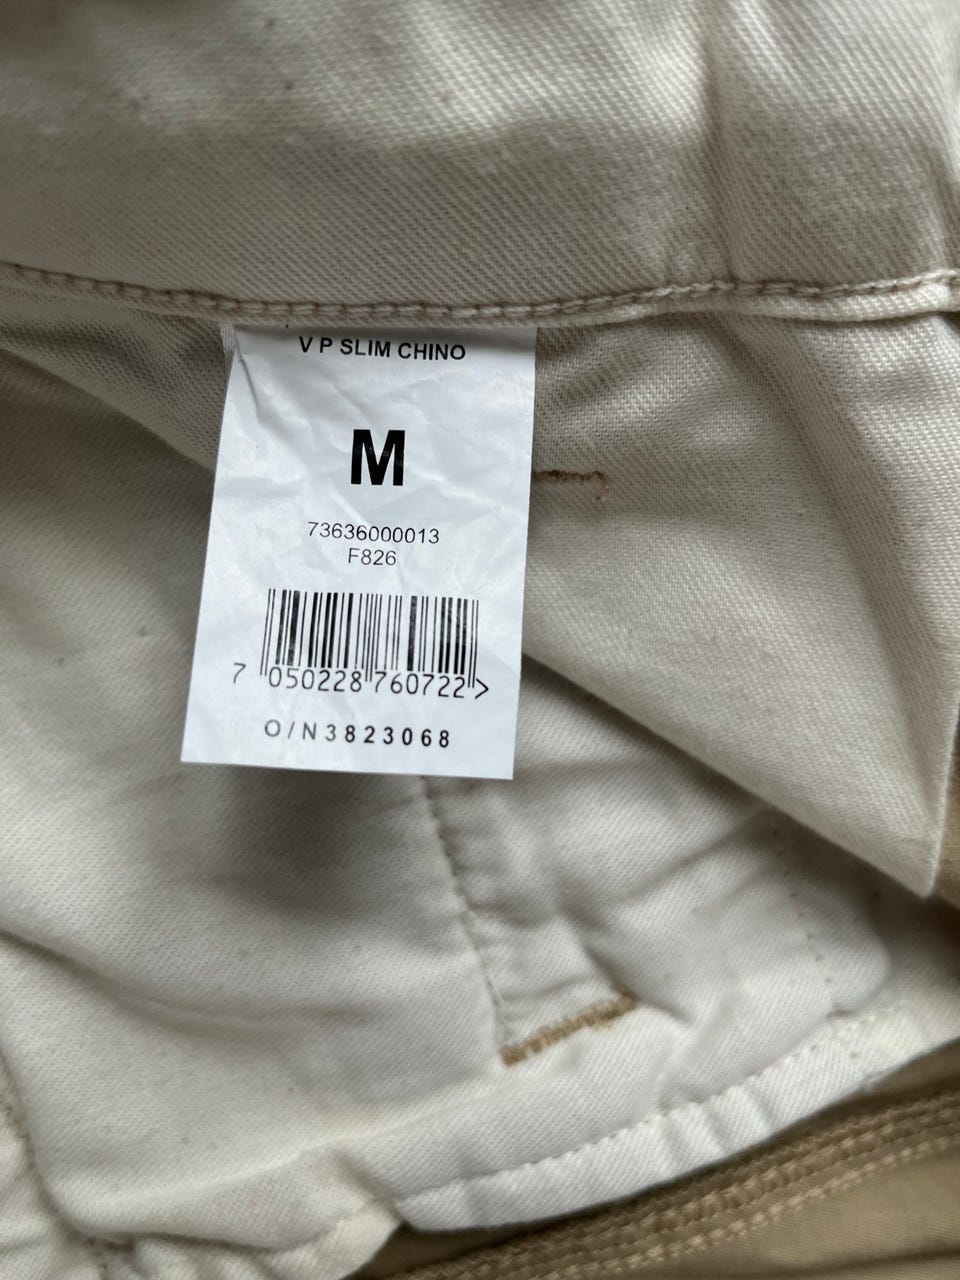 V P SLIM CHINO
M
73636000013
F826
7 050228 760722 >
O/N3823068